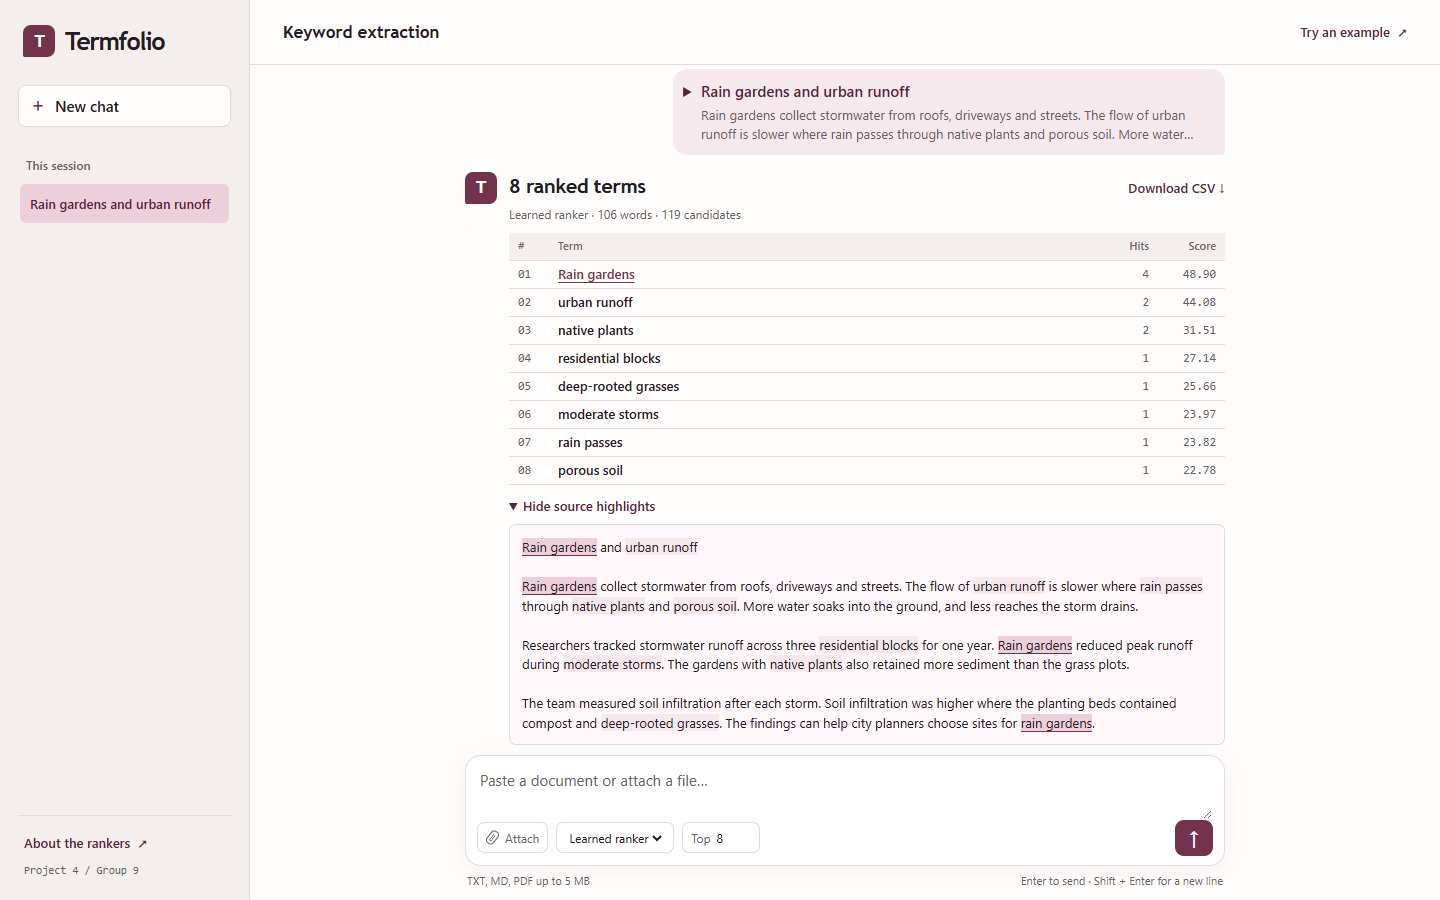 T Termfolio
+ New chat
This session
Rain gardens and urban runoff
About the rankers ↗
Project 4 / Group 9
Keyword extraction
Try an example ↗
▶ Rain gardens and urban runoff
Rain gardens collect stormwater from roofs, driveways and streets. The flow of urban
runoff is slower where rain passes through native plants and porous soil. More water...
T 8 ranked terms
Download CSV ↓
Learned ranker · 106 words · 119 candidates
# Term Hits Score
01 Rain gardens 4 48.90
02 urban runoff 2 44.08
03 native plants 2 31.51
04 residential blocks 1 27.14
05 deep-rooted grasses 1 25.66
06 moderate storms 1 23.97
07 rain passes 1 23.82
08 porous soil 1 22.78
▼ Hide source highlights
Rain gardens and urban runoff
Rain gardens collect stormwater from roofs, driveways and streets. The flow of urban runoff is slower where rain passes
through native plants and porous soil. More water soaks into the ground, and less reaches the storm drains.
Researchers tracked stormwater runoff across three residential blocks for one year. Rain gardens reduced peak runoff
during moderate storms. The gardens with native plants also retained more sediment than the grass plots.
The team measured soil infiltration after each storm. Soil infiltration was higher where the planting beds contained
compost and deep-rooted grasses. The findings can help city planners choose sites for rain gardens.
Paste a document or attach a file...
Attach
Learned ranker
Top 8
↑
TXT, MD, PDF up to 5 MB
Enter to send · Shift + Enter for a new line